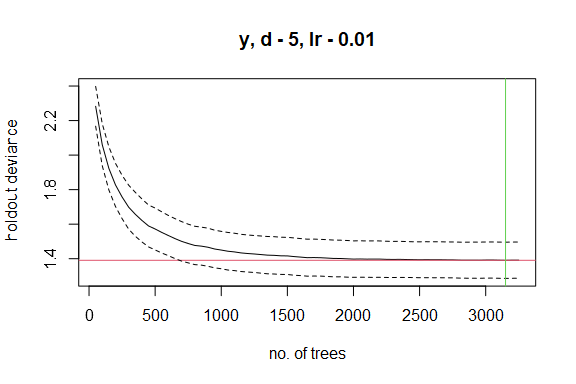 y, d - 5, lr - 0.01
holdout deviance
2.2
1.8
1.4
0 500 1000 1500 2000 2500 3000
no. of trees